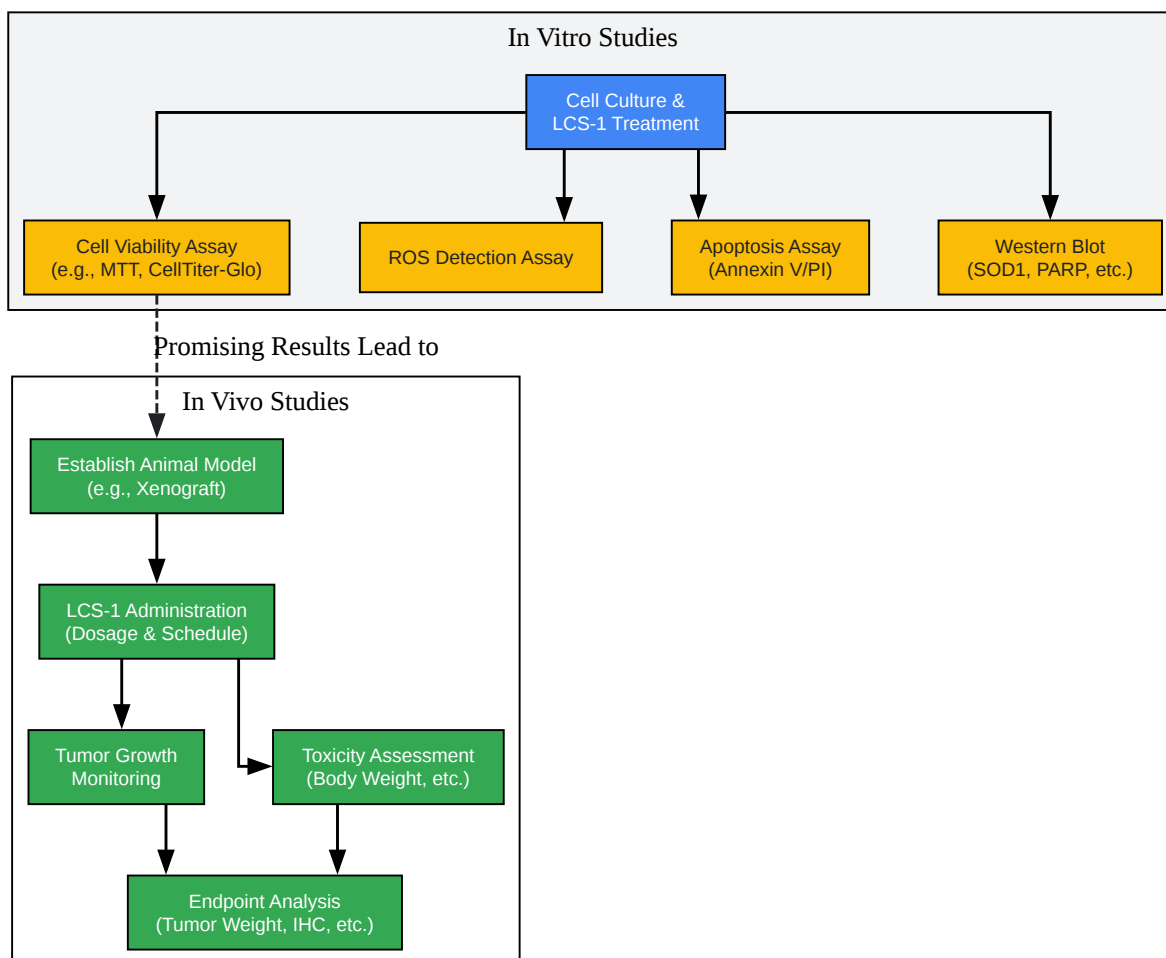 In Vitro Studies
Cell Culture &
LCS-1 Treatment
Cell Viability Assay
(e.g., MTT, CellTiter-Glo)
ROS Detection Assay
Apoptosis Assay
(Annexin V/PI)
Western Blot
(SOD1, PARP, etc.)
Promising Results Lead to
In Vivo Studies
Establish Animal Model
(e.g., Xenograft)
LCS-1 Administration
(Dosage & Schedule)
Tumor Growth
Monitoring
Toxicity Assessment
(Body Weight, etc.)
Endpoint Analysis
(Tumor Weight, IHC, etc.)